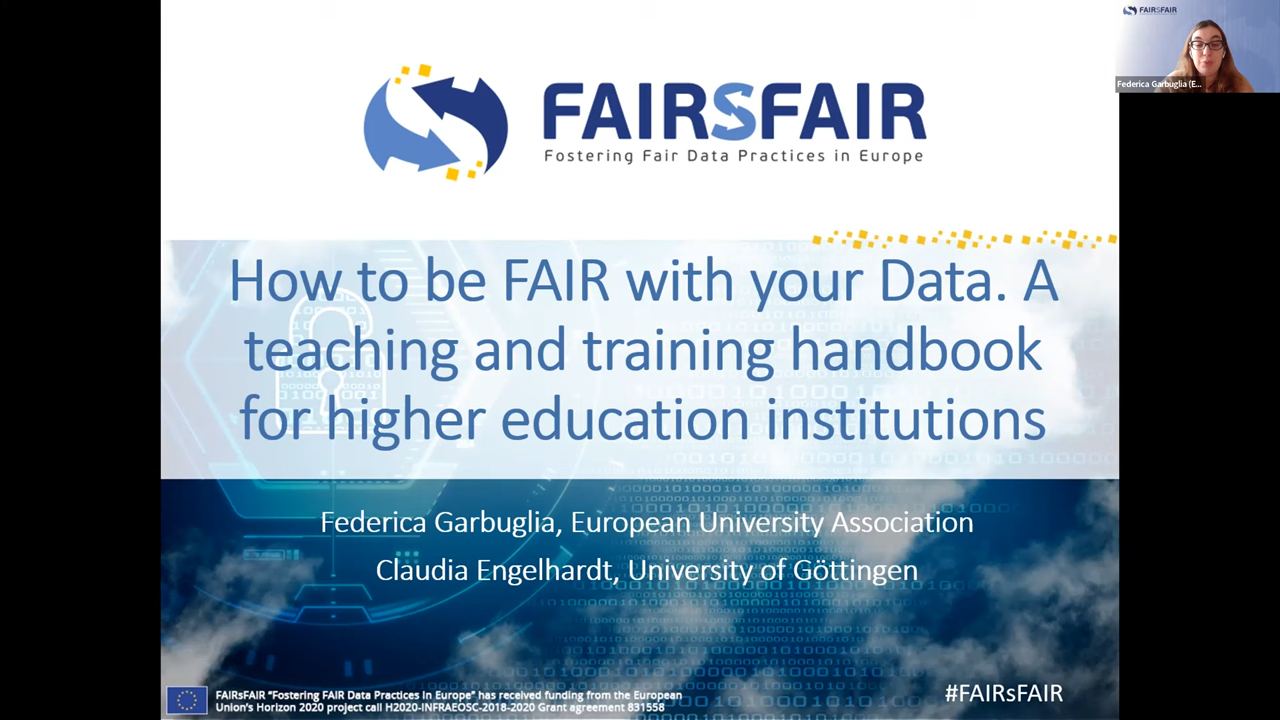 FAIRSFAIR
Federica Garbuglia (E...
FAIRSFAIR
Fostering Fair Data Practices in Europe
How to be FAIR with your Data. A
teaching and training handbook
for higher education institutions
Federica Garbuglia, European University Association
Claudia Engelhardt, University of Göttingen
FAIRsFAIR “Fostering FAIR Data Practices In Europe” has received funding from the European
Union’s Horizon 2020 project call H2020-INFRAEOSC-2018-2020 Grant agreement 831558
#FAIRsFAIR